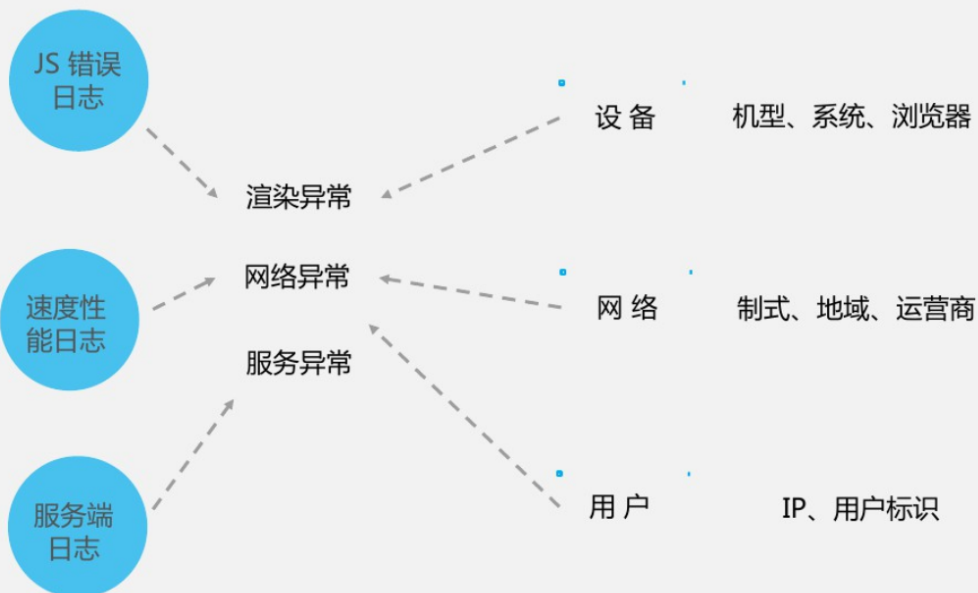 JS 错误
日志
设 备
机型、系统、浏览器
渲染异常
网络异常
速度性
能日志
网 络
制式、地域、运营商
服务异常
服务端
日志
用 户
IP、用户标识